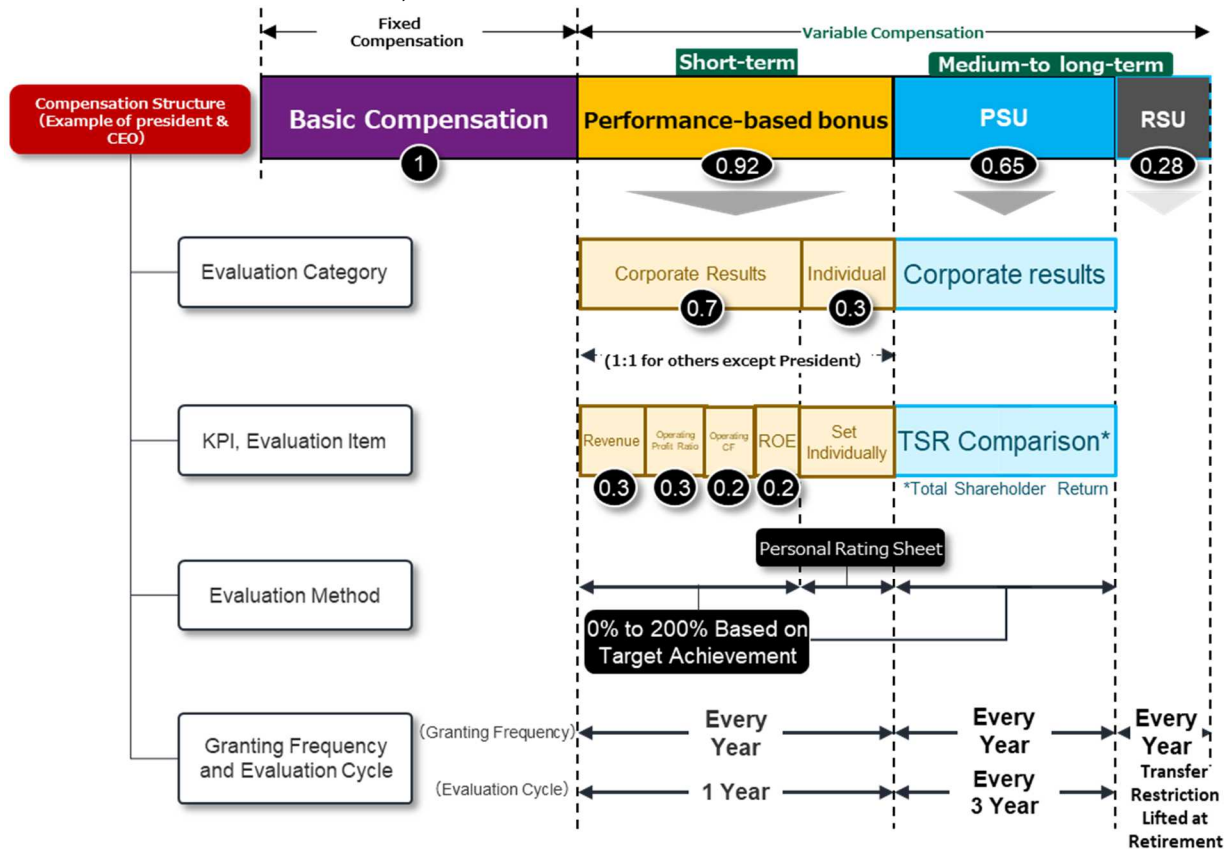 Fixed
Compensation
Variable Compensation
Short-term
Medium-to long-term
Compensation Structure
(Example of president &
CEO)
Basic Compensation
1
Performance-based bonus
0.92
PSU
0.65
RSU
0.28
Evaluation Category
Corporate Results
0.7
Individual
0.3
Corporate results
(1:1 for others except President)
KPI, Evaluation Item
Revenue
0.3
Operating
Profit Ratio
0.3
Operating
CF
0.2
ROE
0.2
Set
Individually
TSR Comparison*
*Total Shareholder Return
Evaluation Method
Personal Rating Sheet
0% to 200% Based on
Target Achievement
Granting Frequency
and Evaluation Cycle
(Granting Frequency)
Every
Year
Every
Year
Every
Year
(Evaluation Cycle)
1 Year
Every
3 Year
Transfer
Restriction
Lifted at
Retirement